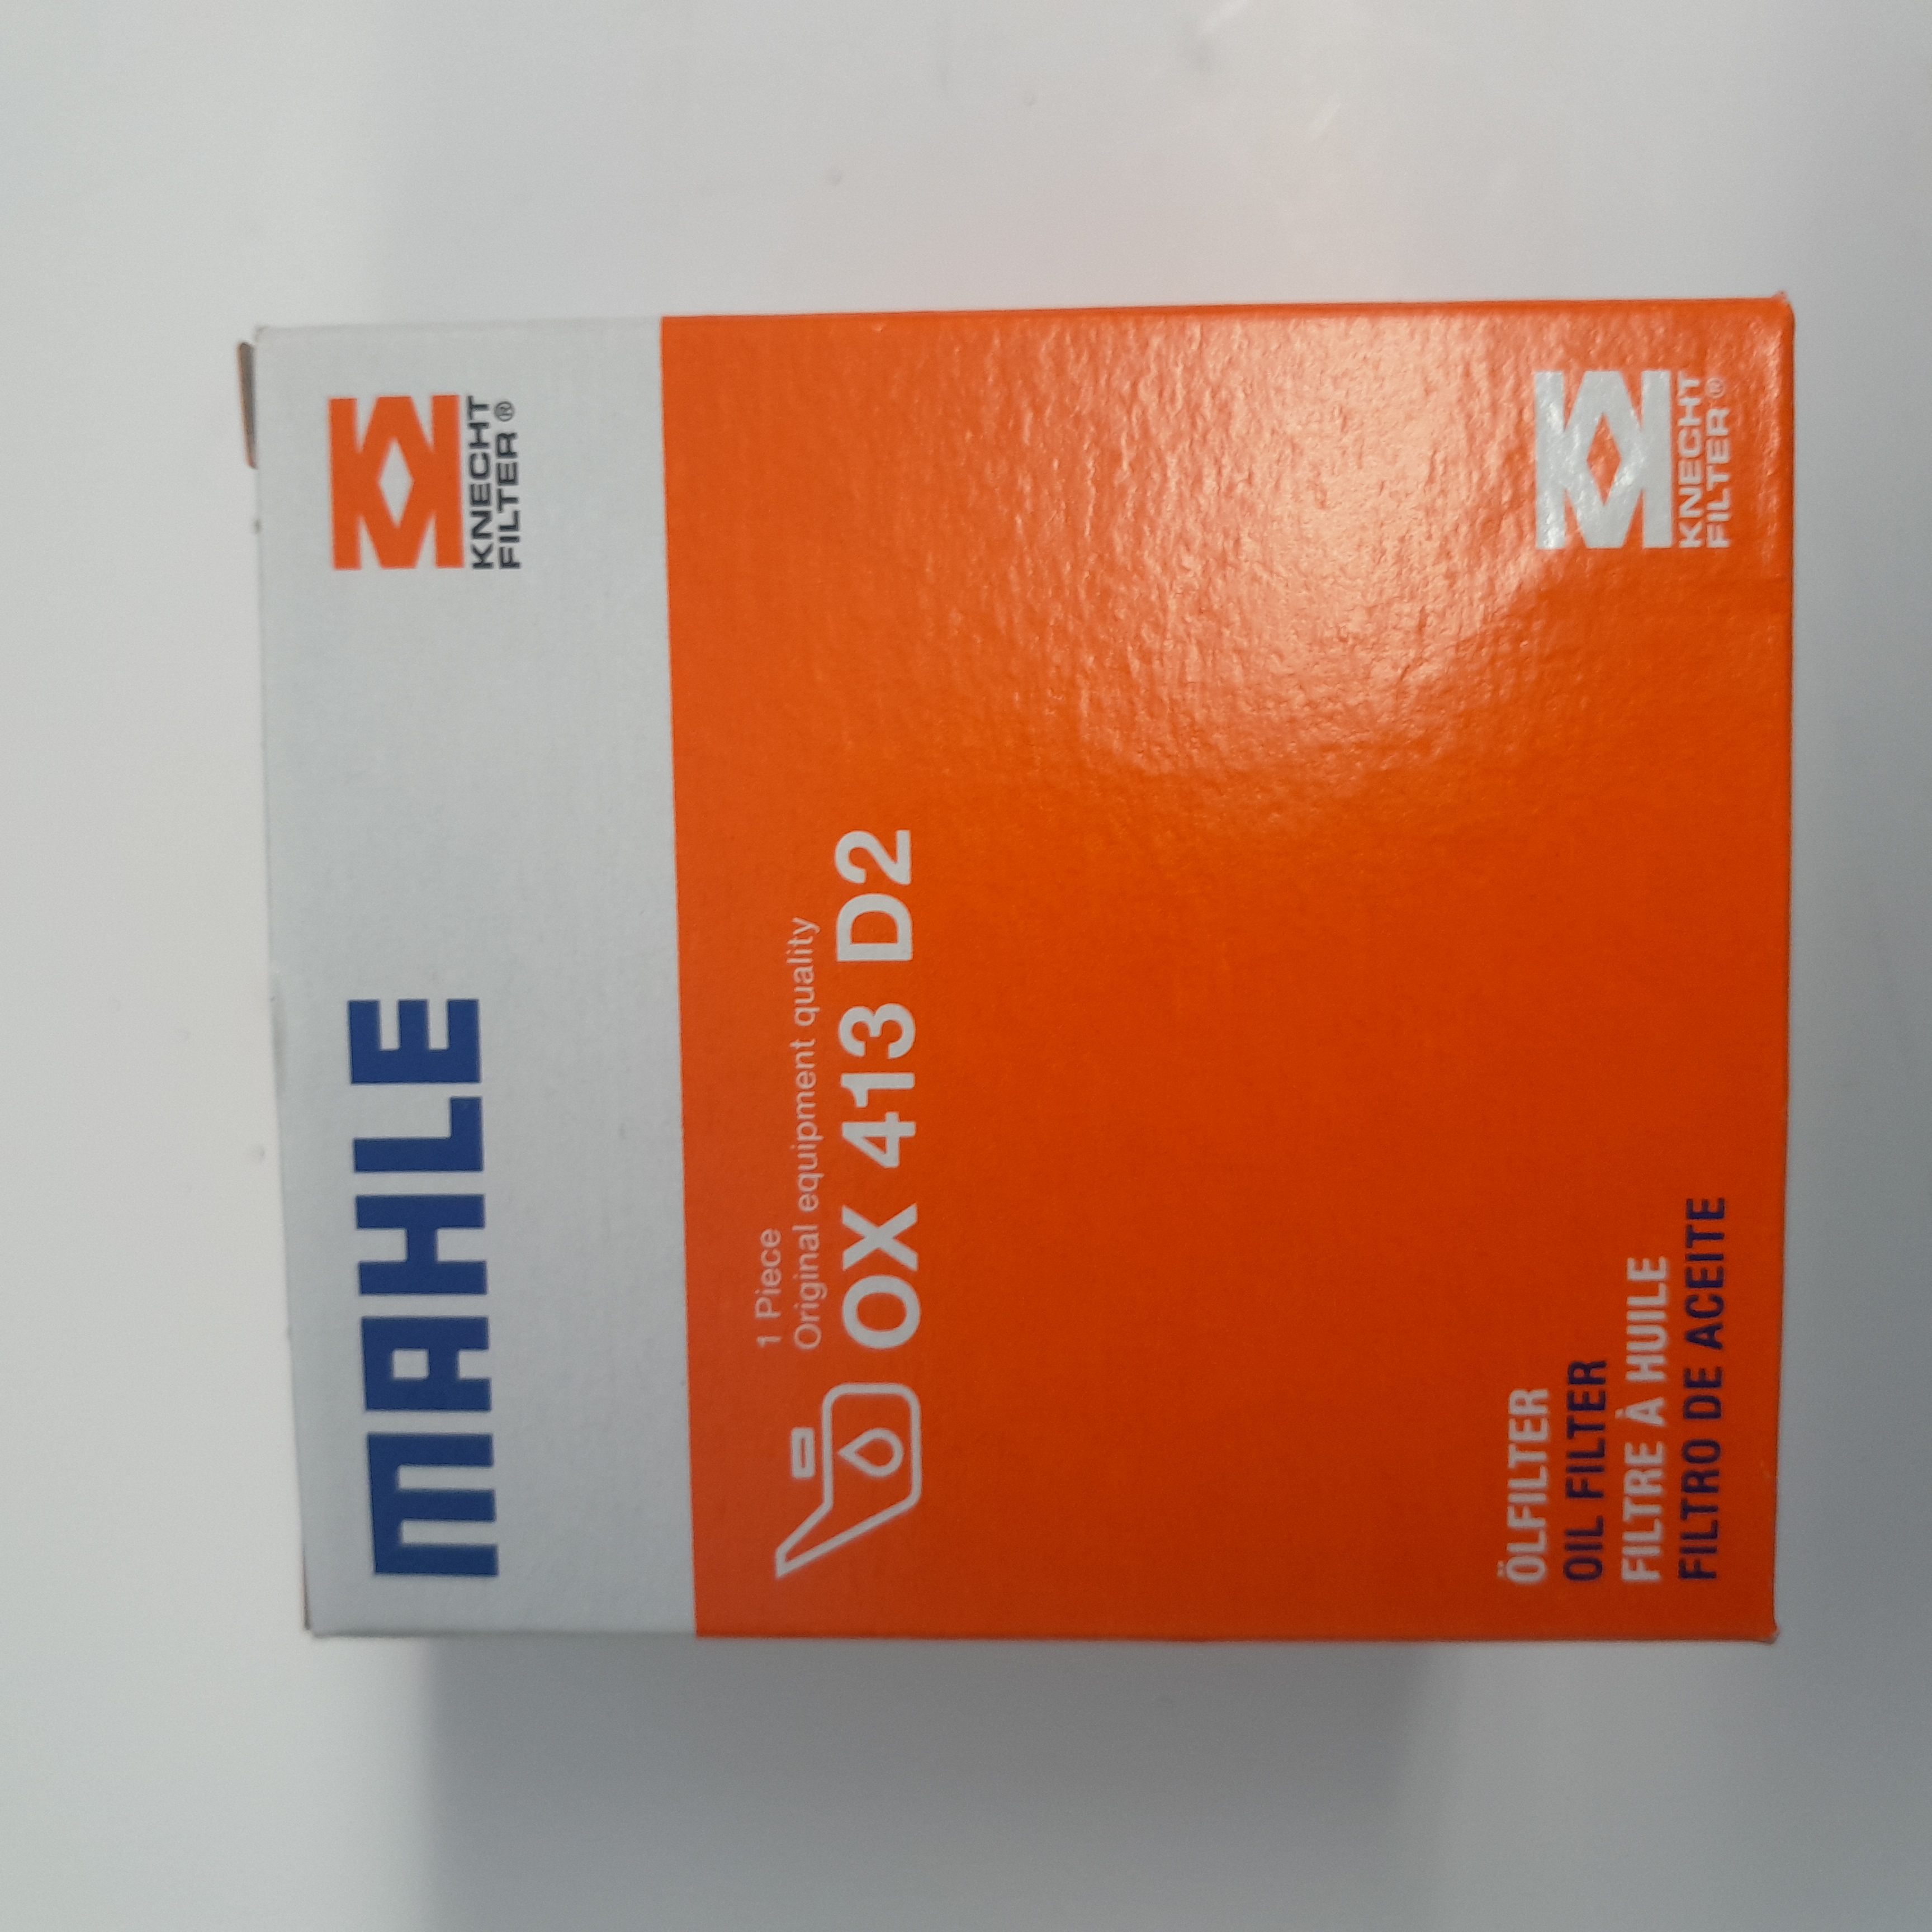 MAHLE
KNECHT
FILTER®
1 Piece
Original equipment quality
OX 413 D2
ÖLFILTER
OIL FILTER
FILTRE À HUILE
FILTRO DE ACEITE
KNECHT
FILTER®